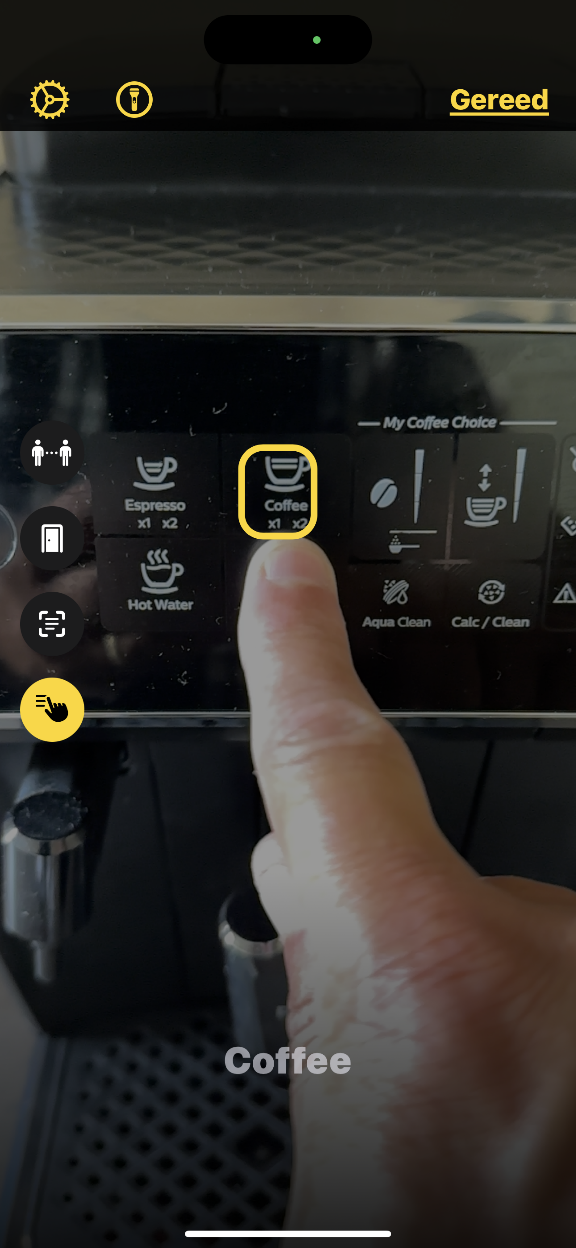 Gereed
My Coffee Choice
Espresso
x1 x2
Coffee
x1 x2
Hot Water
Aqua Clean
Calc / Clean
Coffee